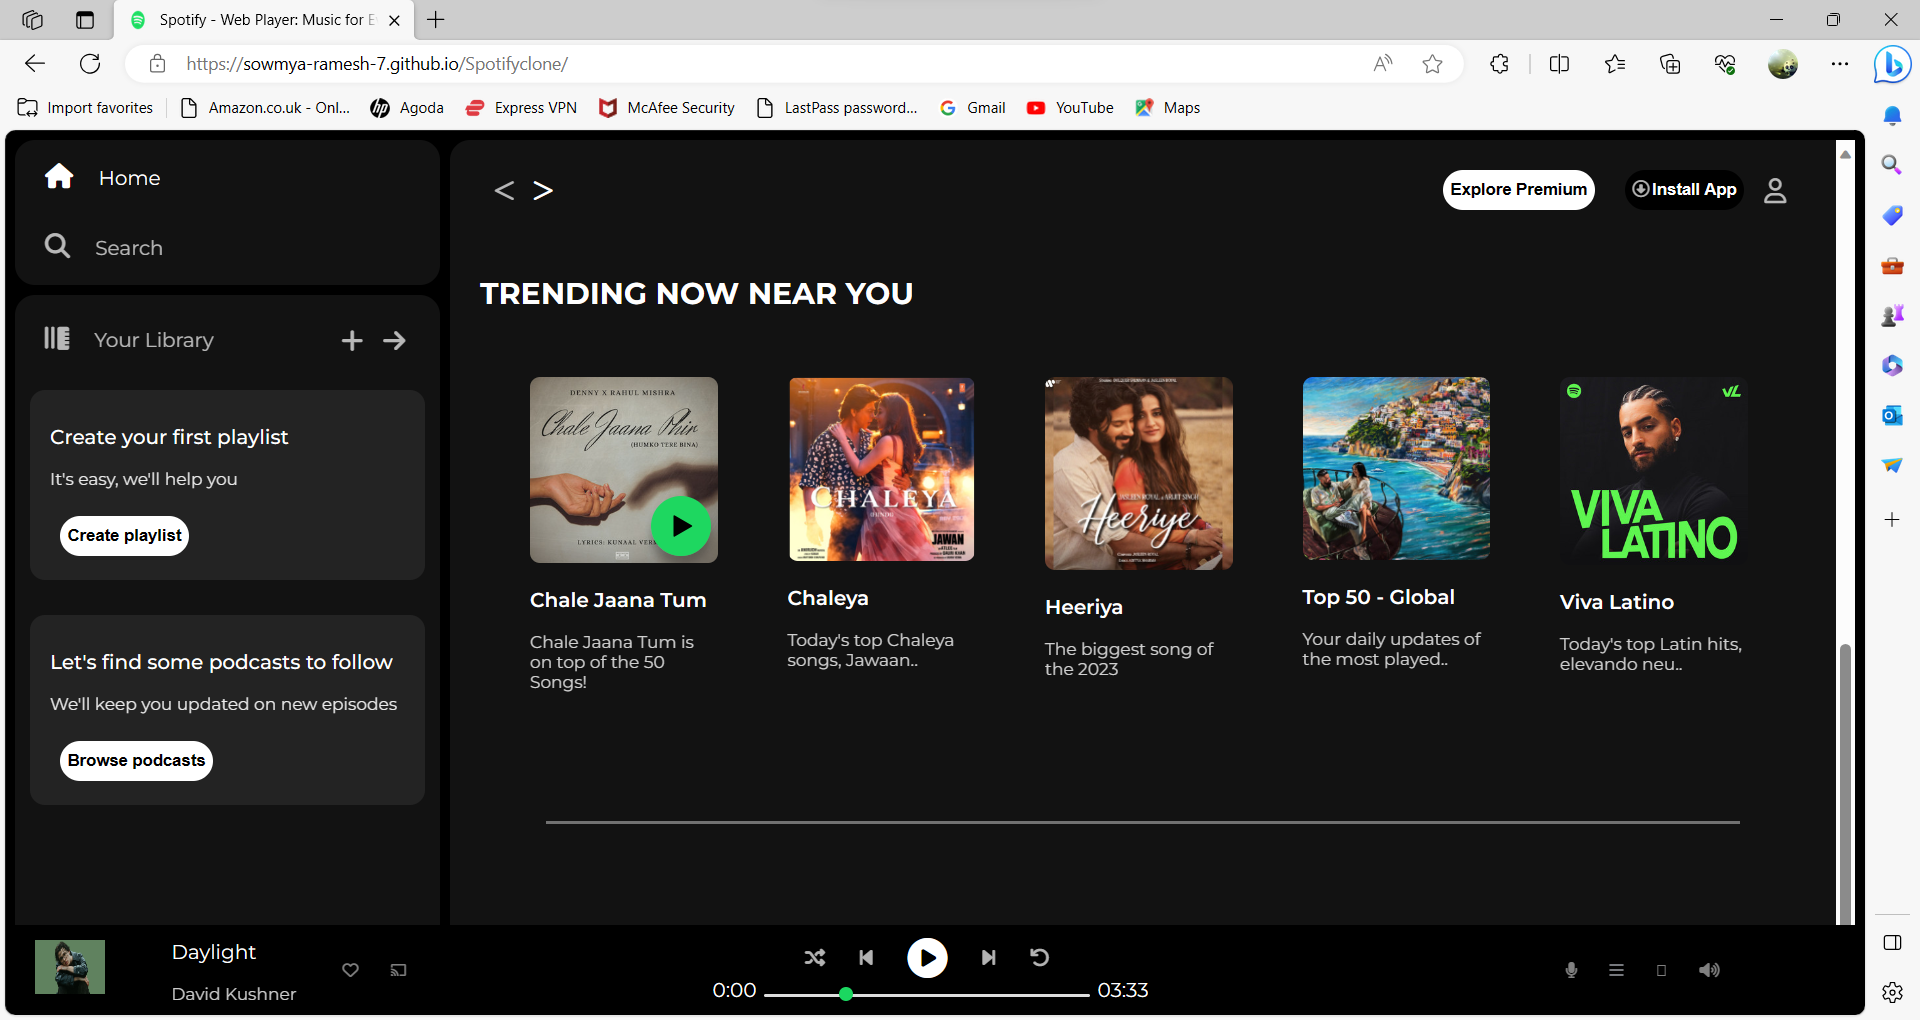 Spotify - Web Player: Music for E
https://sowmya-ramesh-7.github.io/Spotifyclone/
Import favorites
Amazon.co.uk - Onl...
Agoda
Express VPN
McAfee Security
LastPass password...
Gmail
YouTube
Maps
Home
Search
Your Library
Create your first playlist
It's easy, we'll help you
Create playlist
Let's find some podcasts to follow
We'll keep you updated on new episodes
Browse podcasts
< >
Explore Premium
Install App
TRENDING NOW NEAR YOU
DENNY X RAHUL MISHRA
Chale Jaana Phir
(HUMKO TERE BINA)
LYRICS: KUNAAL VER
Chale Jaana Tum
Chale Jaana Tum is
on top of the 50
Songs!
CHALEYA
(HINDI)
JAWAN
Chaleya
Today's top Chaleya
songs, Jawaan..
JASLEEN ROYAL & ARIJIT SINGH
Heeriye
Heeriya
The biggest song of
the 2023
Top 50 - Global
Your daily updates of
the most played..
VL
VIVA
LATINO
Viva Latino
Today's top Latin hits,
elevando neu..
Daylight
David Kushner
0:00
03:33